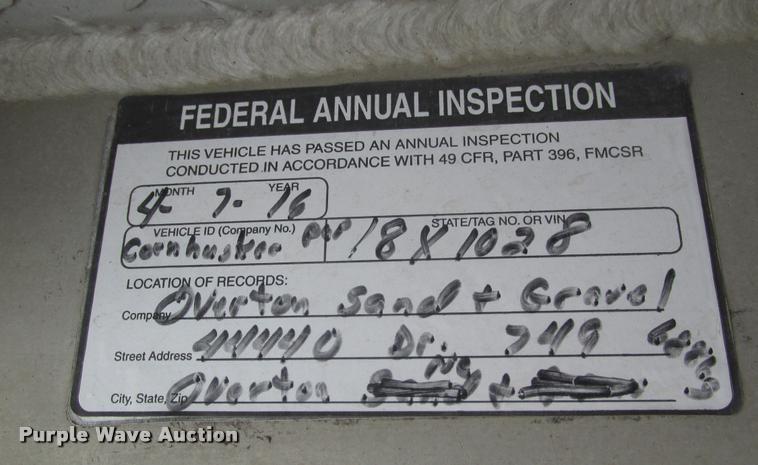 FEDERAL ANNUAL INSPECTION
THIS VEHICLE HAS PASSED AN ANNUAL INSPECTION
CONDUCTED IN ACCORDANCE WITH 49 CFR, PART 396, FMCSR
MONTH YEAR
4- 7- 16
VEHICLE ID (Company No.) STATE/TAG NO. OR VIN
Cornhusker 18 X 1028
LOCATION OF RECORDS:
Company Overton Sand + Gravel
Street Address 44440 Dr. 749
City, State, Zip Overton
Purple Wave Auction